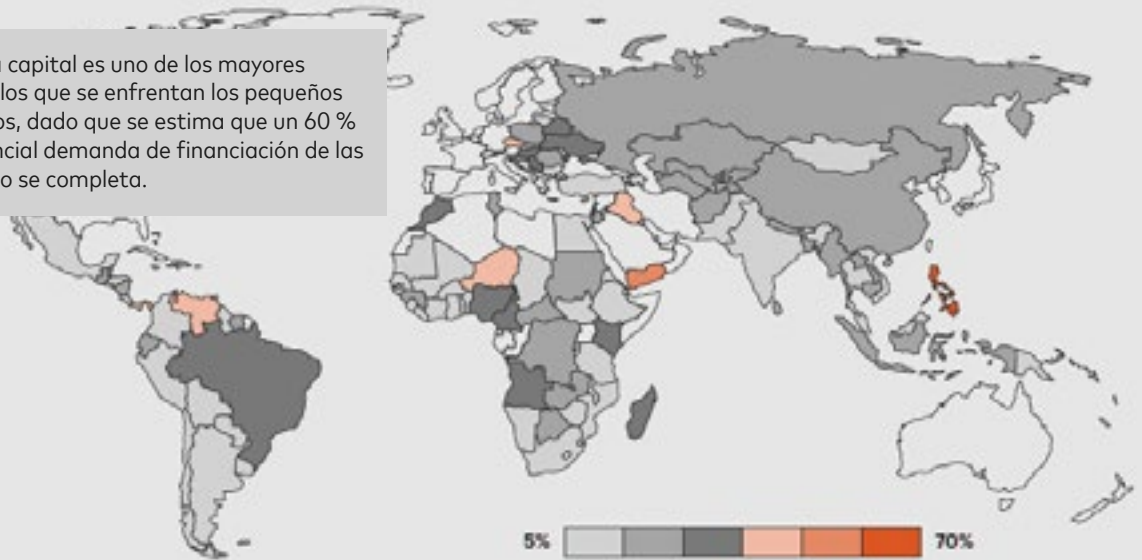 capital es uno de los mayores
los que se enfrentan los pequeños
os, dado que se estima que un 60 %
ncial demanda de financiación de las
o se completa.
5% 70%